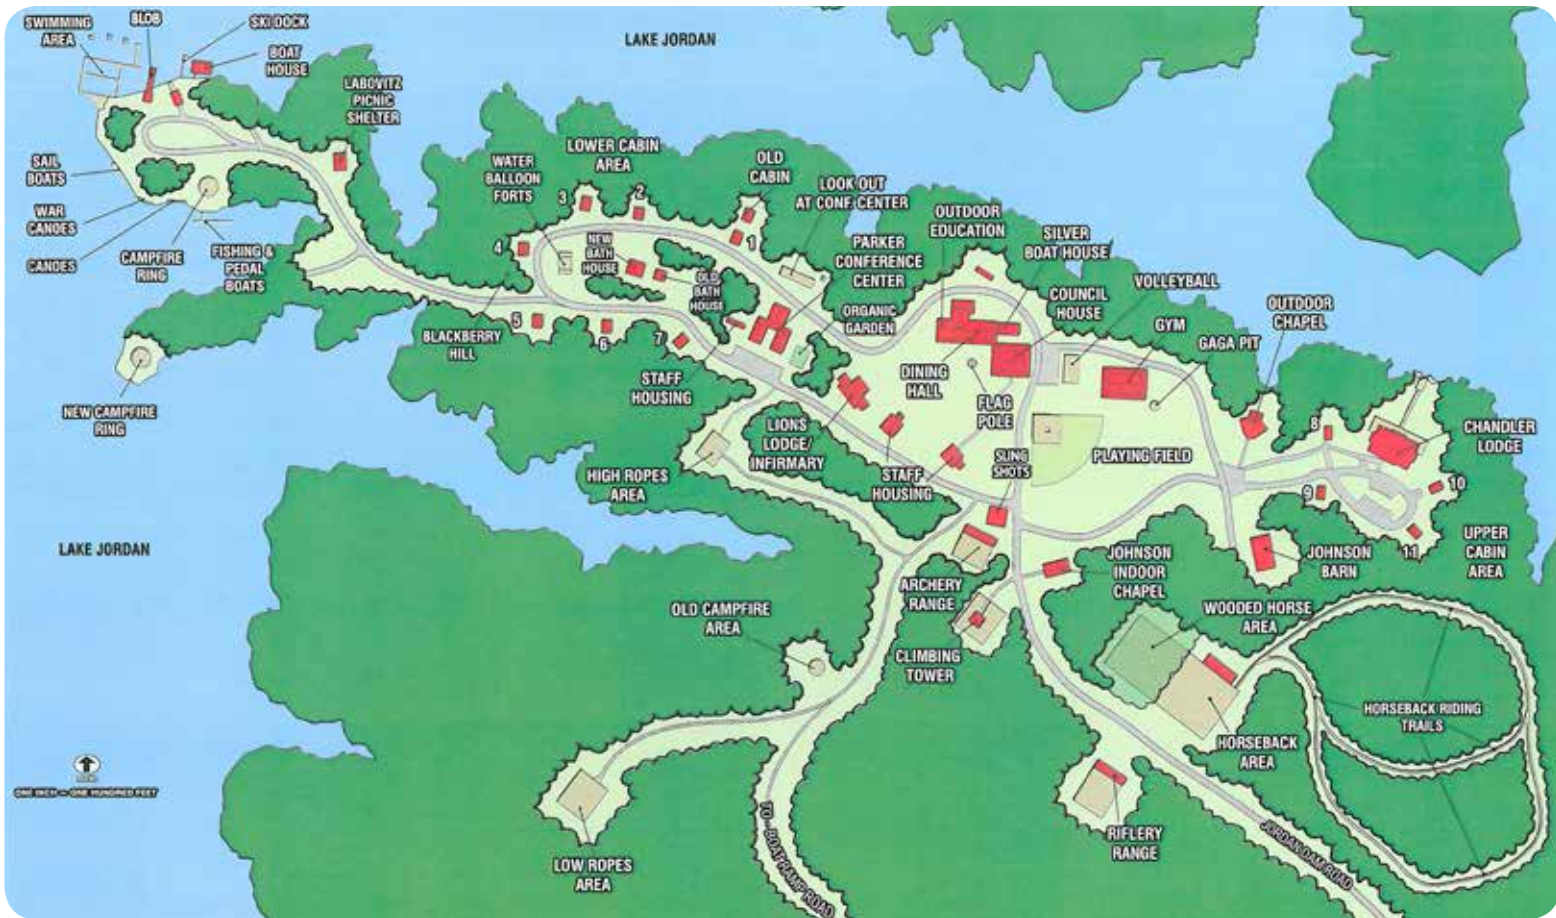 SWIMMING
AREA
BLOB
SKI DOCK
BOAT
HOUSE
LAKE JORDAN
LABOVITZ
PICNIC
SHELTER
SAIL
BOATS
WAR
CANOES
CANOES
CAMPFIRE
RING
FISHING &
PEDAL
BOATS
NEW CAMPFIRE
RING
WATER
BALLOON
FORTS
LOWER CABIN
AREA
OLD
CABIN
LOOK OUT
AT CONF. CENTER
3
2
1
4
NEW
BATH
HOUSE
OLD
BATH
HOUSE
PARKER
CONFERENCE
CENTER
ORGANIC
GARDEN
OUTDOOR
EDUCATION
SILVER
BOAT HOUSE
COUNCIL
HOUSE
VOLLEYBALL
GYM
GAGA PIT
OUTDOOR
CHAPEL
BLACKBERRY
HILL
5
6
7
STAFF
HOUSING
DINING
HALL
FLAG
POLE
LIONS
LODGE/
INFIRMARY
STAFF
HOUSING
SLING
SHOTS
PLAYING FIELD
8
CHANDLER
LODGE
9
10
11
UPPER
CABIN
AREA
HIGH ROPES
AREA
LAKE JORDAN
JOHNSON
BARN
JOHNSON
INDOOR
CHAPEL
ARCHERY
RANGE
OLD CAMPFIRE
AREA
CLIMBING
TOWER
WOODED HORSE
AREA
HORSEBACK RIDING
TRAILS
HORSEBACK
AREA
ONE INCH = ONE HUNDRED FEET
RIFLERY
RANGE
LOW ROPES
AREA
TO BOAT RAMP ROAD
JORDAN DAM ROAD